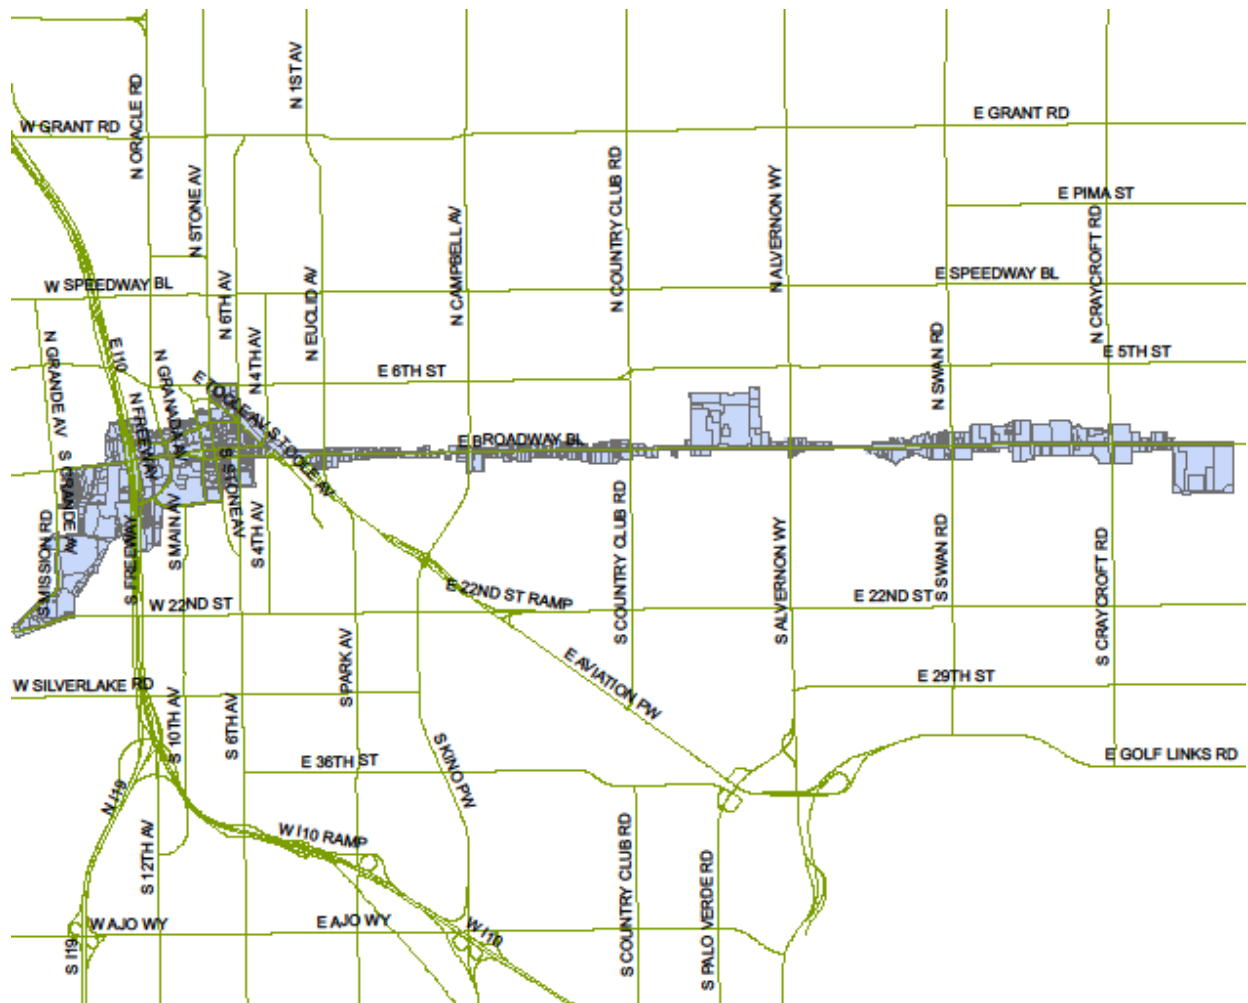 N 1ST AV
N ORACLE RD
W GRANT RD
E GRANT RD
N STONE AV
N COUNTRY CLUB RD
N ALVERNON WY
E PIMA ST
N CAMPBELL AV
N CRAYCROFT RD
W SPEEDWAY BL
E SPEEDWAY BL
N 6TH AV
N EUCLID AV
N GRANDE AV
E I10
N 4TH AV
N SWAN RD
E 5TH ST
E 6TH ST
N GRANADA AV
N FREEWAY
E TOOLE AV
S TOOLE AV
E BROADWAY BL
S GRANDE AV
S STONE AV
S MISSION RD
S FREEWAY
S MAIN AV
S 4TH AV
S COUNTRY CLUB RD
S ALVERNON WY
S SWAN RD
S CRAYCROFT RD
W 22ND ST
E 22ND ST RAMP
E 22ND ST
S PARK AV
E AVIATION PW
E 29TH ST
W SILVERLAKE RD
S 10TH AV
S 6TH AV
S KINO PW
E 36TH ST
E GOLF LINKS RD
N I19
W I10 RAMP
S 12TH AV
S COUNTRY CLUB RD
S PALO VERDE RD
W AJO WY
E AJO WY
W I10
S I19